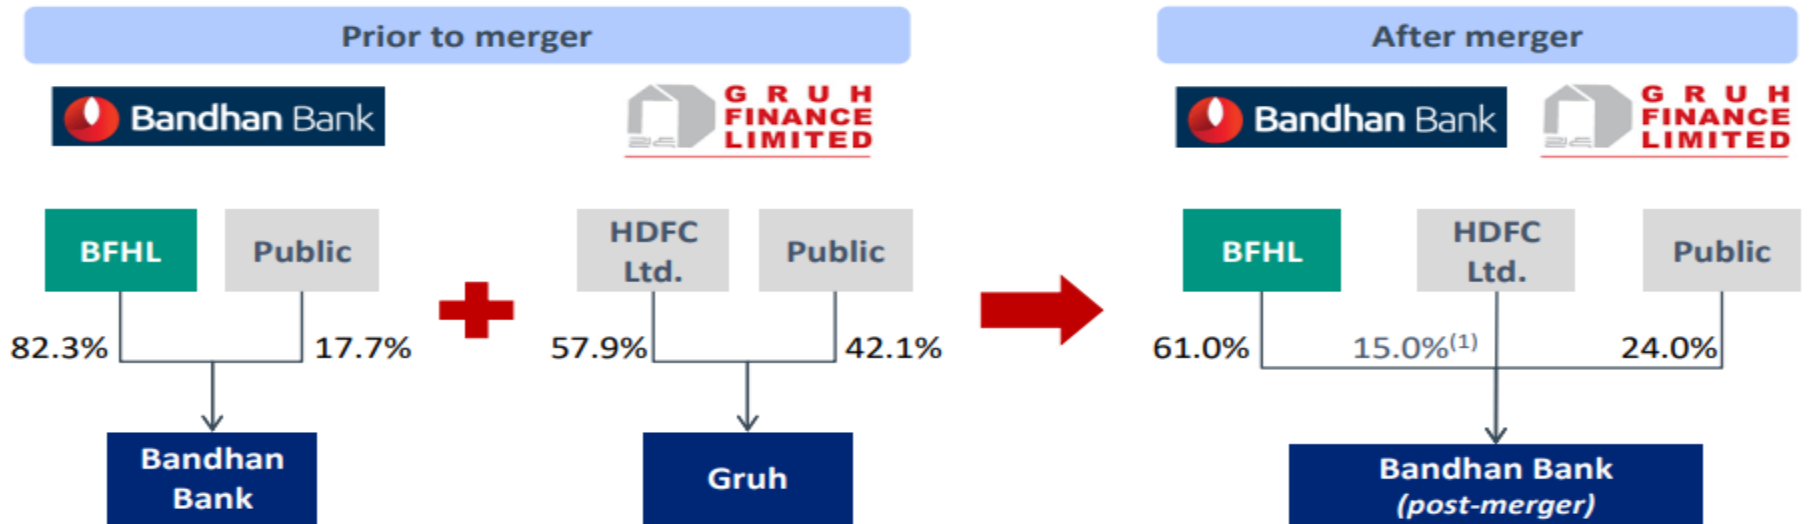 Prior to merger
After merger
Bandhan Bank
G R U H
FINANCE
LIMITED
Bandhan Bank
G R U H
FINANCE
LIMITED
BFHL
Public
HDFC
Ltd.
Public
BFHL
HDFC
Ltd.
Public
82.3%
17.7%
57.9%
42.1%
61.0%
15.0%(1)
24.0%
Bandhan
Bank
Gruh
Bandhan Bank
(post-merger)